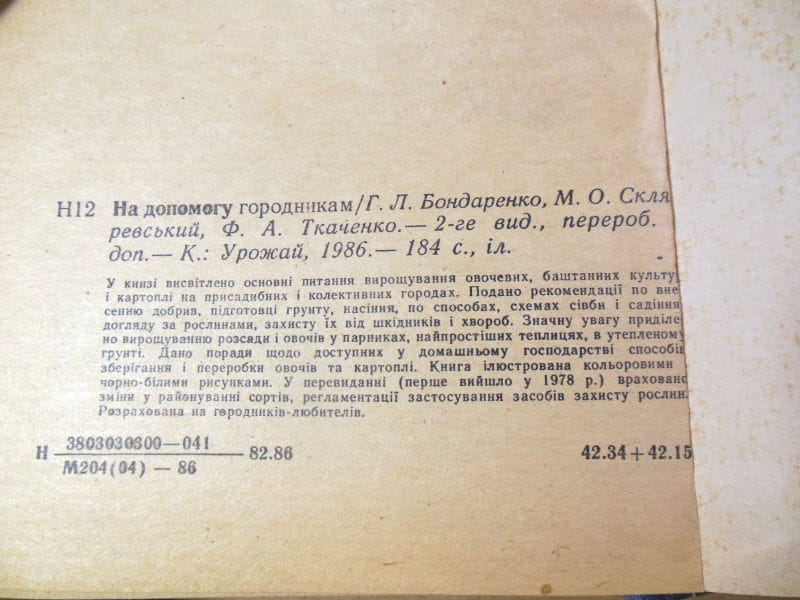 Н12 На допомогу городникам/Г. Л. Бондаренко, М. О. Скля
ревський, Ф. А. Ткаченко.— 2-ге вид., перероб.
доп.— К.: Урожай, 1986.— 184 с., іл.
У книзі висвітлено основні питання вирощування овочевих, баштанних культу
і картоплі на присадибних і колективних городах. Подано рекомендації по вне
сенню добрив, підготовці грунту, насіння, по способах, схемах сівби і садіння
догляду за рослинами, захисту їх від шкідників і хвороб. Значну увагу приділе
но вирощуванню розсади і овочів у парниках, найпростіших теплицях, в утепленому
грунті. Дано поради щодо доступних у домашньому господарстві способів
зберігання і переробки овочів та картоплі. Книга ілюстрована кольоровими
чорно-білими рисунками. У перевиданні (перше вийшло у 1978 р.) враховано
зміни у районуванні сортів, регламентації застосування засобів захисту рослин.
Розрахована на городників-любителів.
Н 3803030300—041
М204(04) — 86 82.86 42.34+42.15